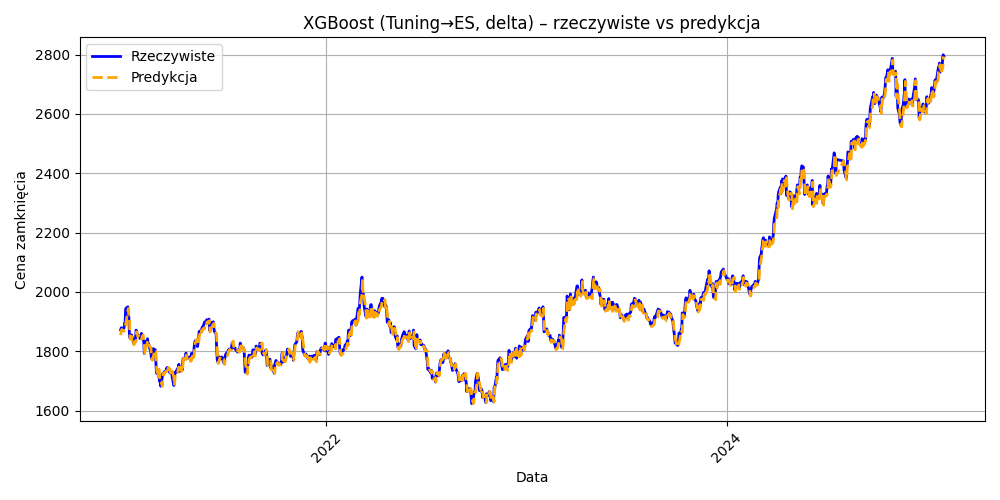 XGBoost (Tuning→ES, delta) – rzeczywiste vs predykcja
Rzeczywiste
Predykcja
2800
2600
2400
2200
2000
1800
1600
Cena zamknięcia
2022
2024
Data